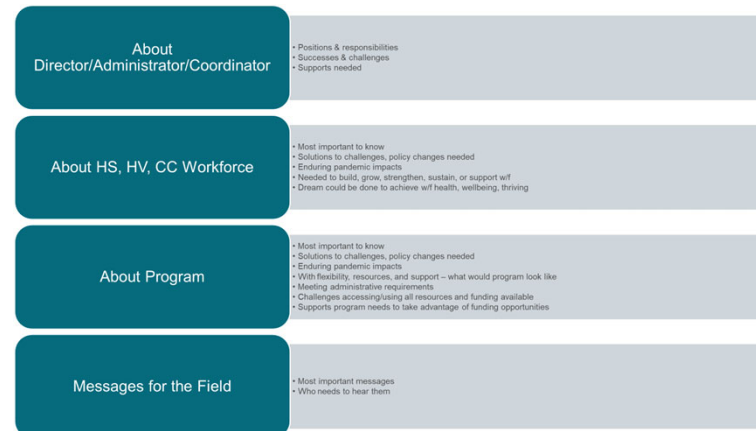 About
Director/Administrator/Coordinator
• Positions & responsibilities
• Successes & challenges
• Supports needed
About HS, HV, CC Workforce
• Most important to know
• Solutions to challenges, policy changes needed
• Enduring pandemic impacts
• Needed to build, grow, strengthen, sustain, or support w/f
• Dream could be done to achieve w/f health, wellbeing, thriving
About Program
• Most important to know
• Solutions to challenges, policy changes needed
• Enduring pandemic impacts
• With flexibility, resources, and support – what would program look like
• Meeting administrative requirements
• Challenges accessing/using all resources and funding available
• Supports program needs to take advantage of funding opportunities
Messages for the Field
• Most important messages
• Who needs to hear them